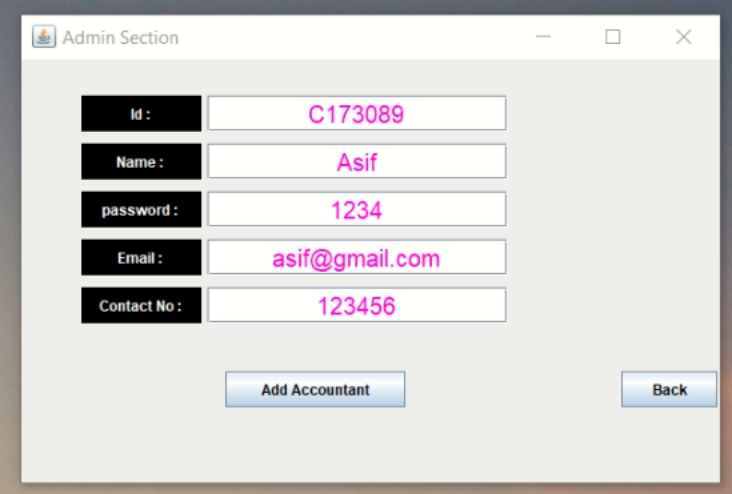 Admin Section
Id : C173089
Name : Asif
password : 1234
Email : asif@gmail.com
Contact No : 123456
Add Accountant Back